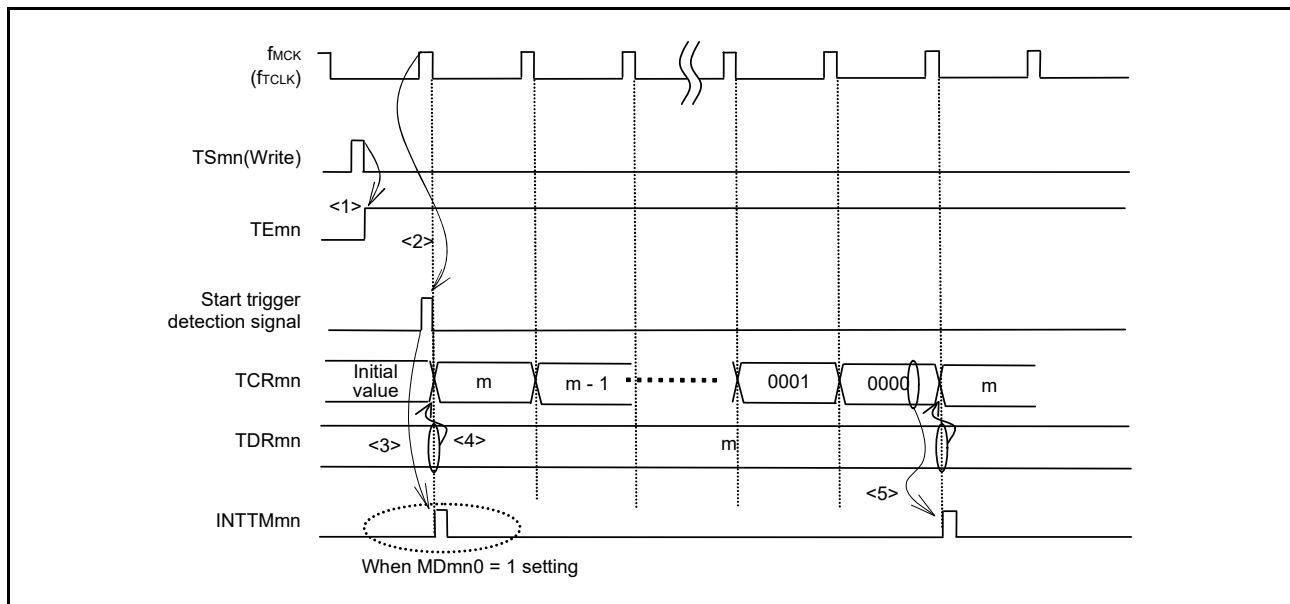 fMCK
(fTCLK)
TSmn(Write)
<1>
TEmn
<2>
Start trigger
detection signal
TCRmn
Initial
value
m
m - 1
0001
0000
m
TDRmn
<3>
<4>
m
<5>
INTTMmn
When MDmn0 = 1 setting